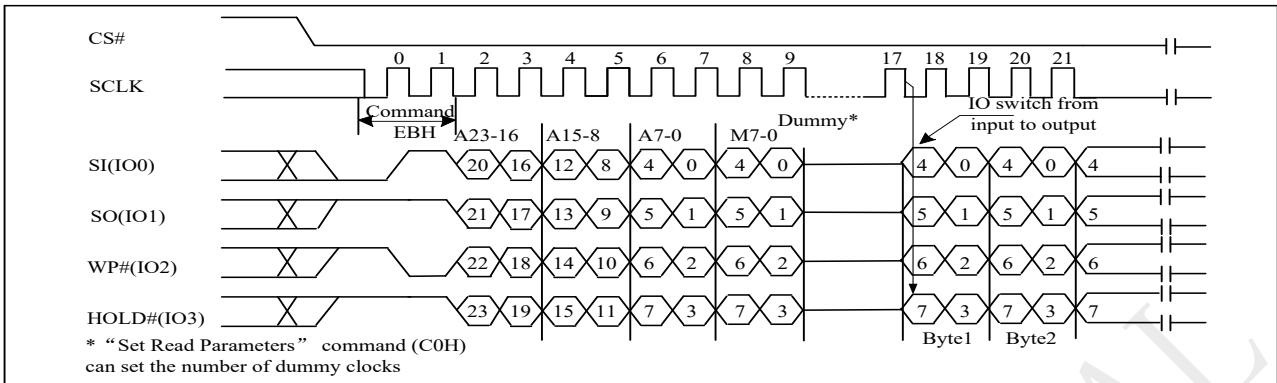 CS#
0 1 2 3 4 5 6 7 8 9 17 18 19 20 21
SCLK
Command
EBH
A23-16 A15-8 A7-0 M7-0
Dummy*
IO switch from
input to output
SI(IO0) 20 16 12 8 4 0 4 0 4 0 4 0 4
SO(IO1) 21 17 13 9 5 1 5 1 5 1 5 1 5
WP#(IO2) 22 18 14 10 6 2 6 2 6 2 6 2 6
HOLD#(IO3) 23 19 15 11 7 3 7 3 7 3 7 3 7
Byte1 Byte2
* “Set Read Parameters” command (C0H)
can set the number of dummy clocks